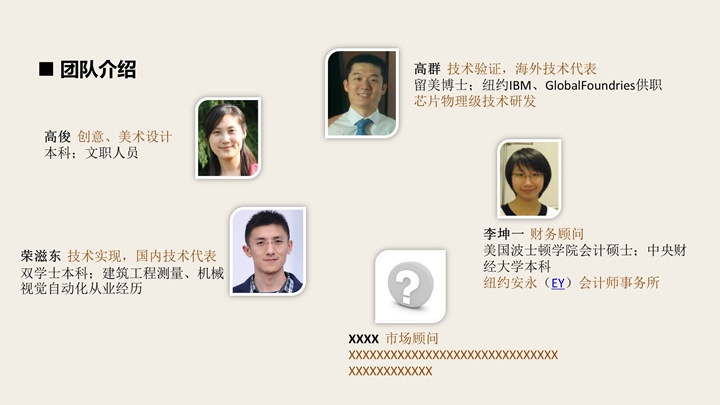 ■ 团队介绍
高群 技术验证，海外技术代表
留美博士；纽约IBM、GlobalFoundries供职
芯片物理级技术研发
高俊 创意、美术设计
本科；文职人员
李坤一 财务顾问
美国波士顿学院会计硕士；中央财
经大学本科
纽约安永（EY）会计师事务所
荣滋东 技术实现，国内技术代表
双学士本科；建筑工程测量、机械
视觉自动化从业经历
?
XXXX 市场顾问
XXXXXXXXXXXXXXXXXXXXXXXXXXXXXX
XXXXXXXXXXXX